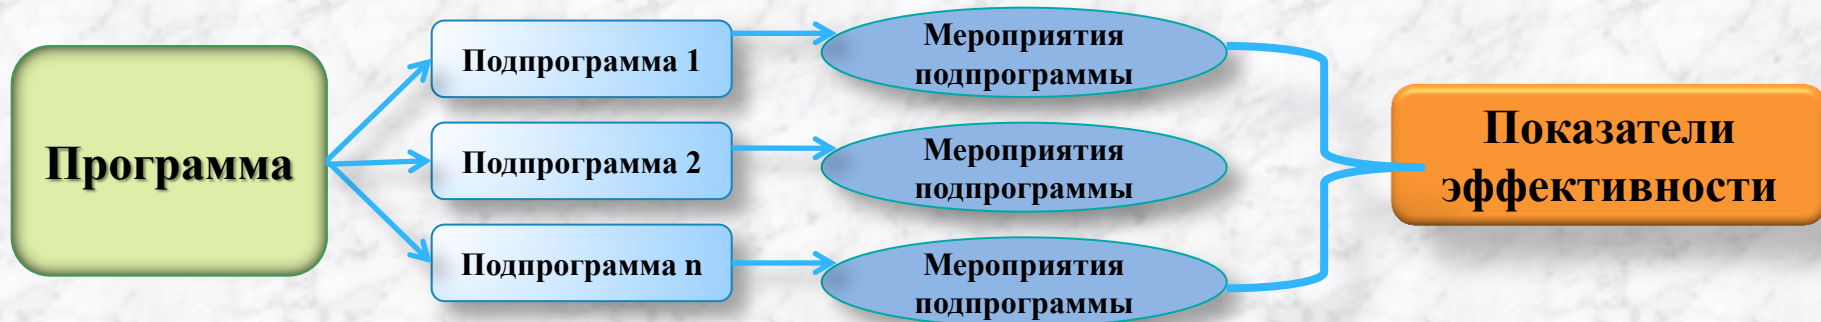 Программа
Подпрограмма 1
Мероприятия
подпрограммы
Подпрограмма 2
Мероприятия
подпрограммы
Подпрограмма n
Мероприятия
подпрограммы
Показатели
эффективности